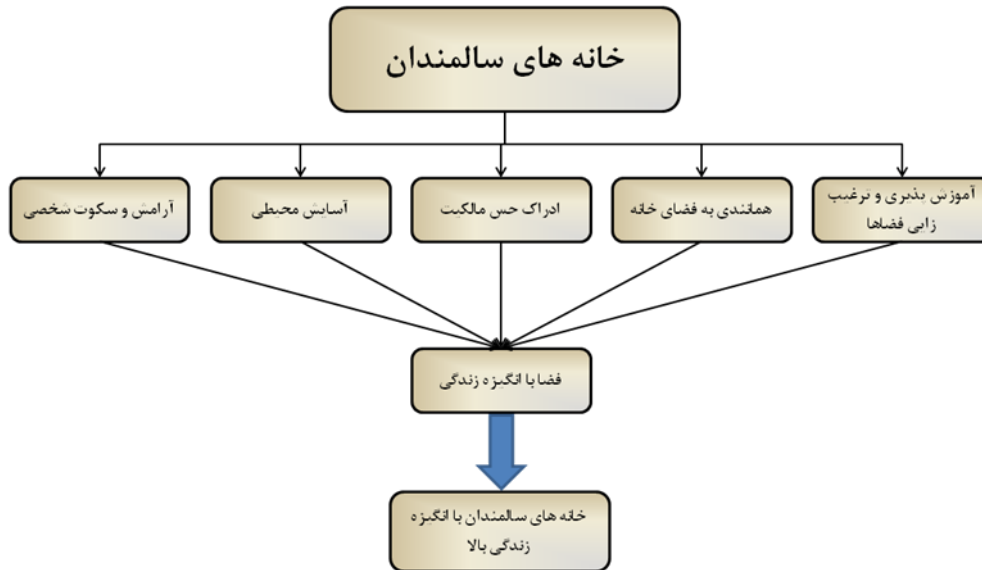 خانه های سالمندان
آموزش پذیری و ترغیب
زایی فضاها
همانندی به فضای خانه
ادراک حس مالکیت
آسایش محیطی
آرامش و سکوت شخصی
فضا با انگیزه زندگی
خانه های سالمندان با انگیزه
زندگی بالا